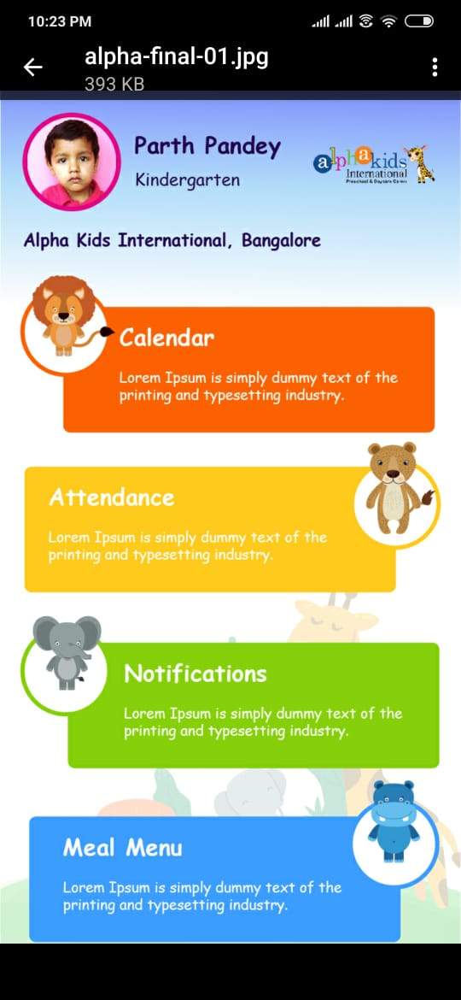 10:23 PM
alpha-final-01.jpg
393 KB
Parth Pandey
Kindergarten
alphakids
International
Preschool & Daycare Centre
Alpha Kids International, Bangalore
Calendar
Lorem Ipsum is simply dummy text of the
printing and typesetting industry.
Attendance
Lorem Ipsum is simply dummy text of the
printing and typesetting industry.
Notifications
Lorem Ipsum is simply dummy text of the
printing and typesetting industry.
Meal Menu
Lorem Ipsum is simply dummy text of the
printing and typesetting industry.